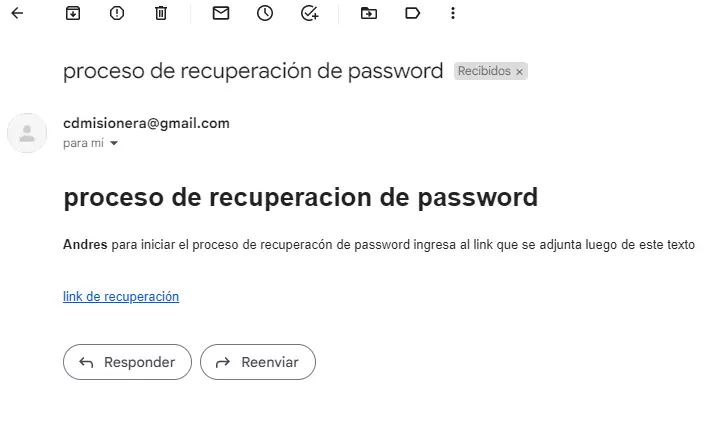 proceso de recuperación de password Recibidos ×
cdmisionera@gmail.com
para mí
proceso de recuperacion de password
Andres para iniciar el proceso de recuperacón de password ingresa al link que se adjunta luego de este texto
link de recuperación
Responder Reenviar